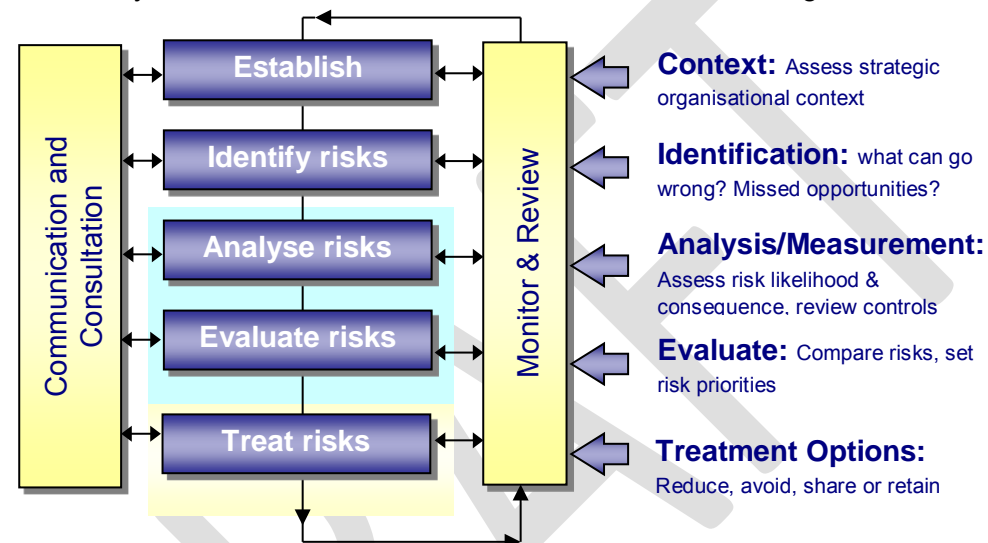 Establish
Identify risks
Analyse risks
Evaluate risks
Treat risks
Communication and
Consultation
Monitor & Review
Context: Assess strategic
organisational context
Identification: what can go
wrong? Missed opportunities?
Analysis/Measurement:
Assess risk likelihood &
consequence, review controls
Evaluate: Compare risks, set
risk priorities
Treatment Options:
Reduce, avoid, share or retain